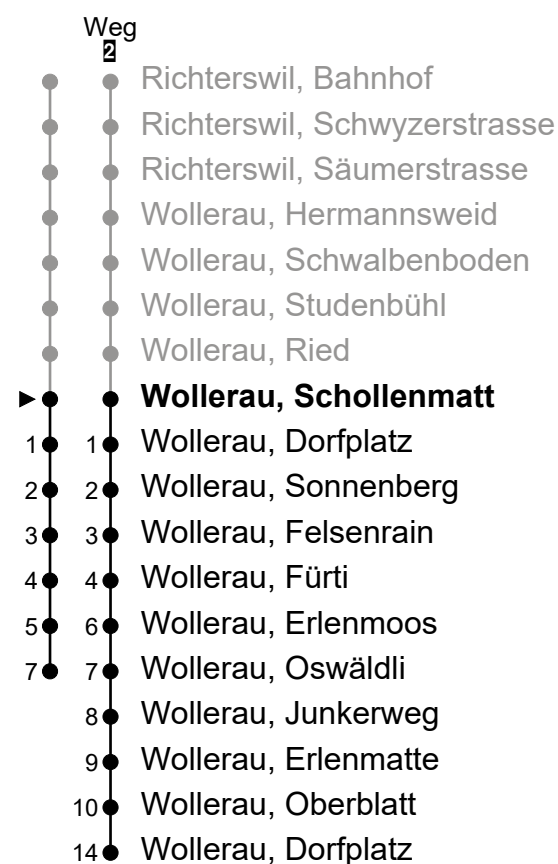 Weg
2
Richterswil, Bahnhof
Richterswil, Schwyzerstrasse
Richterswil, Säumerstrasse
Wollerau, Hermannsweid
Wollerau, Schwalbenboden
Wollerau, Studenbühl
Wollerau, Ried
Wollerau, Schollenmatt
1 1 Wollerau, Dorfplatz
2 2 Wollerau, Sonnenberg
3 3 Wollerau, Felsenrain
4 4 Wollerau, Fürti
5 6 Wollerau, Erlenmoos
7 7 Wollerau, Oswäldli
8 Wollerau, Junkerweg
9 Wollerau, Erlenmatte
10 Wollerau, Oberblatt
14 Wollerau, Dorfplatz